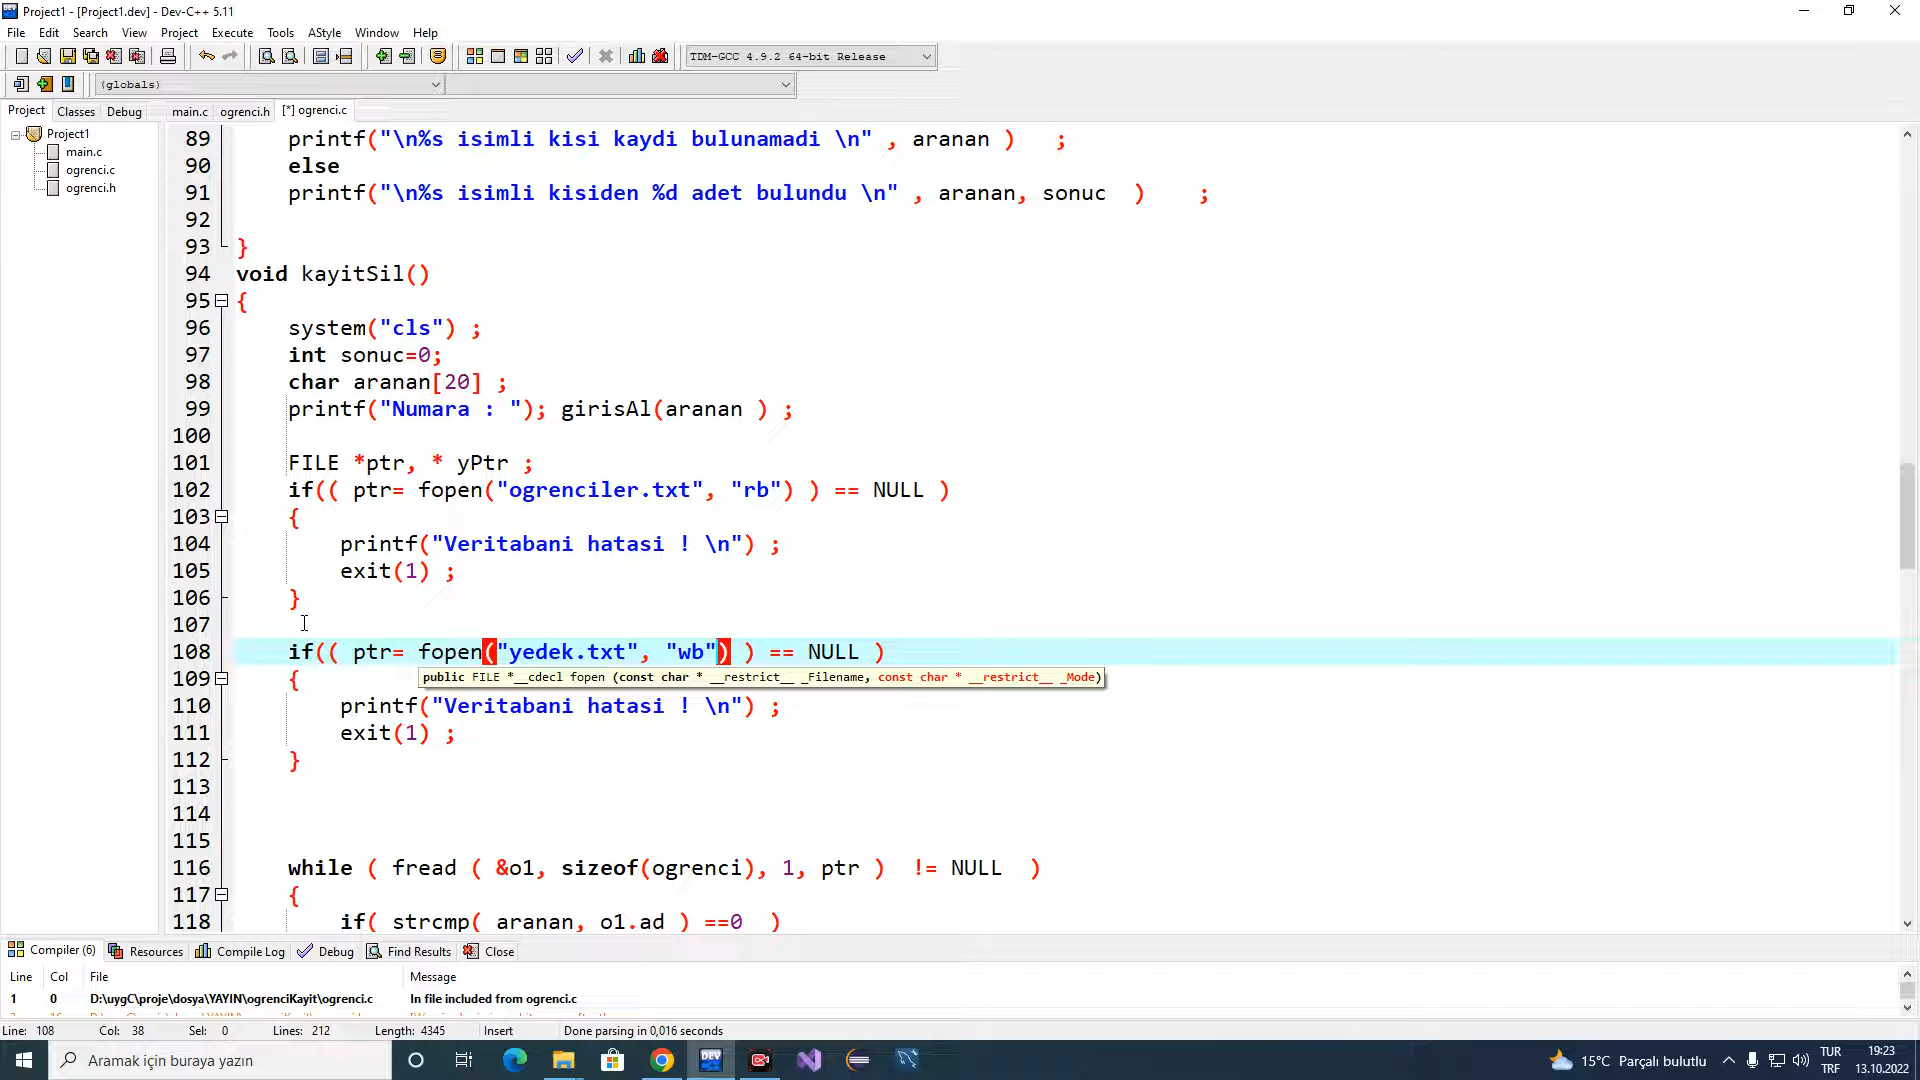 Project1 - [Project1.dev] - Dev-C++ 5.11
File Edit Search View Project Execute Tools AStyle Window Help
TDM-GCC 4.9.2 64-bit Release
(globals)
Project Classes Debug main.c ogrenci.h [*] ogrenci.c
Project1
main.c
ogrenci.c
ogrenci.h
89 printf("\n%s isimli kisi kaydi bulunamadi \n" , aranan ) ;
90 else
91 printf("\n%s isimli kisiden %d adet bulundu \n" , aranan, sonuc ) ;
92
93 }
94 void kayitSil()
95 {
96 system("cls") ;
97 int sonuc=0;
98 char aranan[20] ;
99 printf("Numara : "); girisAl(aranan ) ;
100
101 FILE *ptr, * yPtr ;
102 if(( ptr= fopen("ogrenciler.txt", "rb") ) == NULL )
103 {
104 printf("Veritabani hatasi ! \n") ;
105 exit(1) ;
106 }
107
108 if(( ptr= fopen("yedek.txt", "wb") ) == NULL )
public FILE *__cdecl fopen (const char * __restrict__ _Filename, const char * __restrict__ _Mode)
109 {
110 printf("Veritabani hatasi ! \n") ;
111 exit(1) ;
112 }
113
114
115
116 while ( fread ( &o1, sizeof(ogrenci), 1, ptr ) != NULL )
117 {
118 if( strcmp( aranan, o1.ad ) ==0 )
Compiler (6) Resources Compile Log Debug Find Results Close
Line Col File Message
1 0 D:\uygC\proje\dosya\YAYIN\ogrenciKayit\ogrenci.c In file included from ogrenci.c
Line: 108 Col: 38 Sel: 0 Lines: 212 Length: 4345 Insert Done parsing in 0,016 seconds
Aramak için buraya yazın
DEV
15°C Parçalı bulutlu
TUR
TRF
19:23
13.10.2022